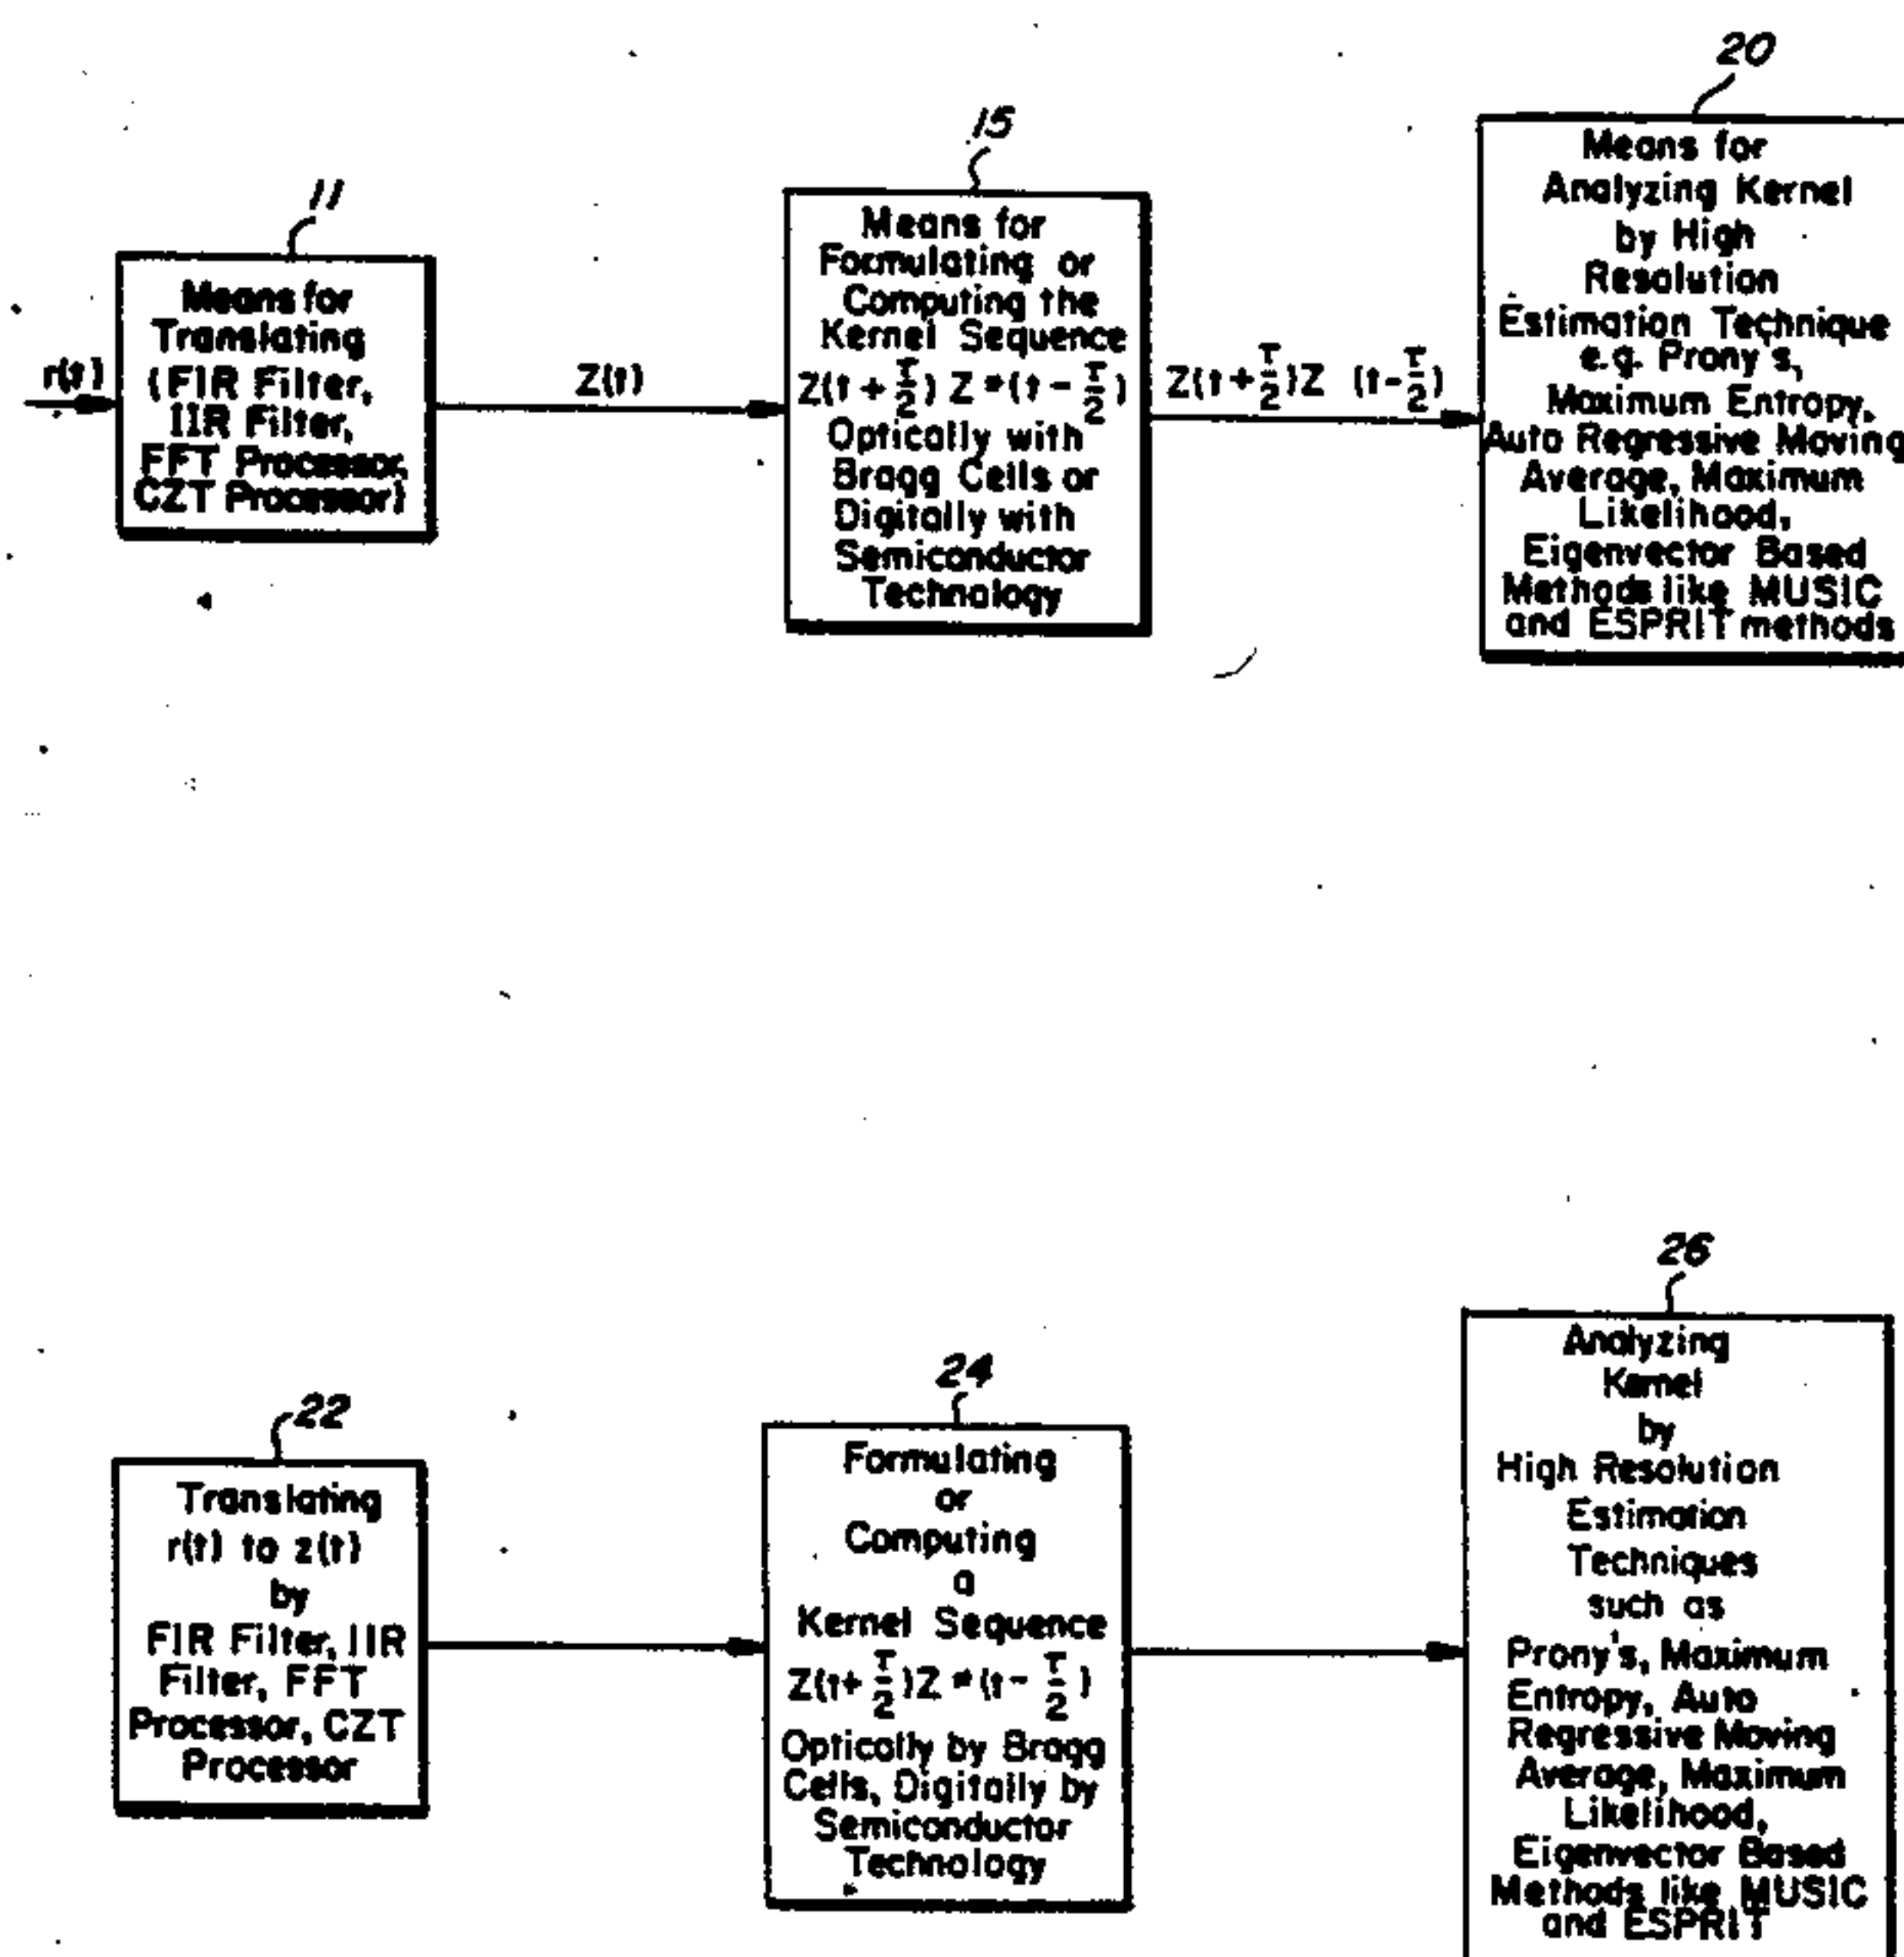 11
r(t)
Means for
Translating
(FIR Filter,
IIR Filter,
FFT Processor,
CZT Processor)
Z(t)
15
Means for
Formulating or
Computing the
Kernel Sequence
Z(t + τ/2) Z*(t - τ/2)
Optically with
Bragg Cells or
Digitally with
Semiconductor
Technology
Z(t + τ/2)Z (t - τ/2)
20
Means for
Analyzing Kernel
by High
Resolution
Estimation Technique
e.g. Prony's,
Maximum Entropy,
Auto Regressive Moving
Average, Maximum
Likelihood,
Eigenvector Based
Methods like MUSIC
and ESPRIT methods
22
Translating
r(t) to z(t)
by
FIR Filter, IIR
Filter, FFT
Processor, CZT
Processor
24
Formulating
or
Computing
a
Kernel Sequence
Z(t + τ/2)Z*(t - τ/2)
Optically by Bragg
Cells, Digitally by
Semiconductor
Technology
26
Analyzing
Kernel
by
High Resolution
Estimation
Techniques
such as
Prony's, Maximum
Entropy, Auto
Regressive Moving
Average, Maximum
Likelihood,
Eigenvector Based
Methods like MUSIC
and ESPRIT